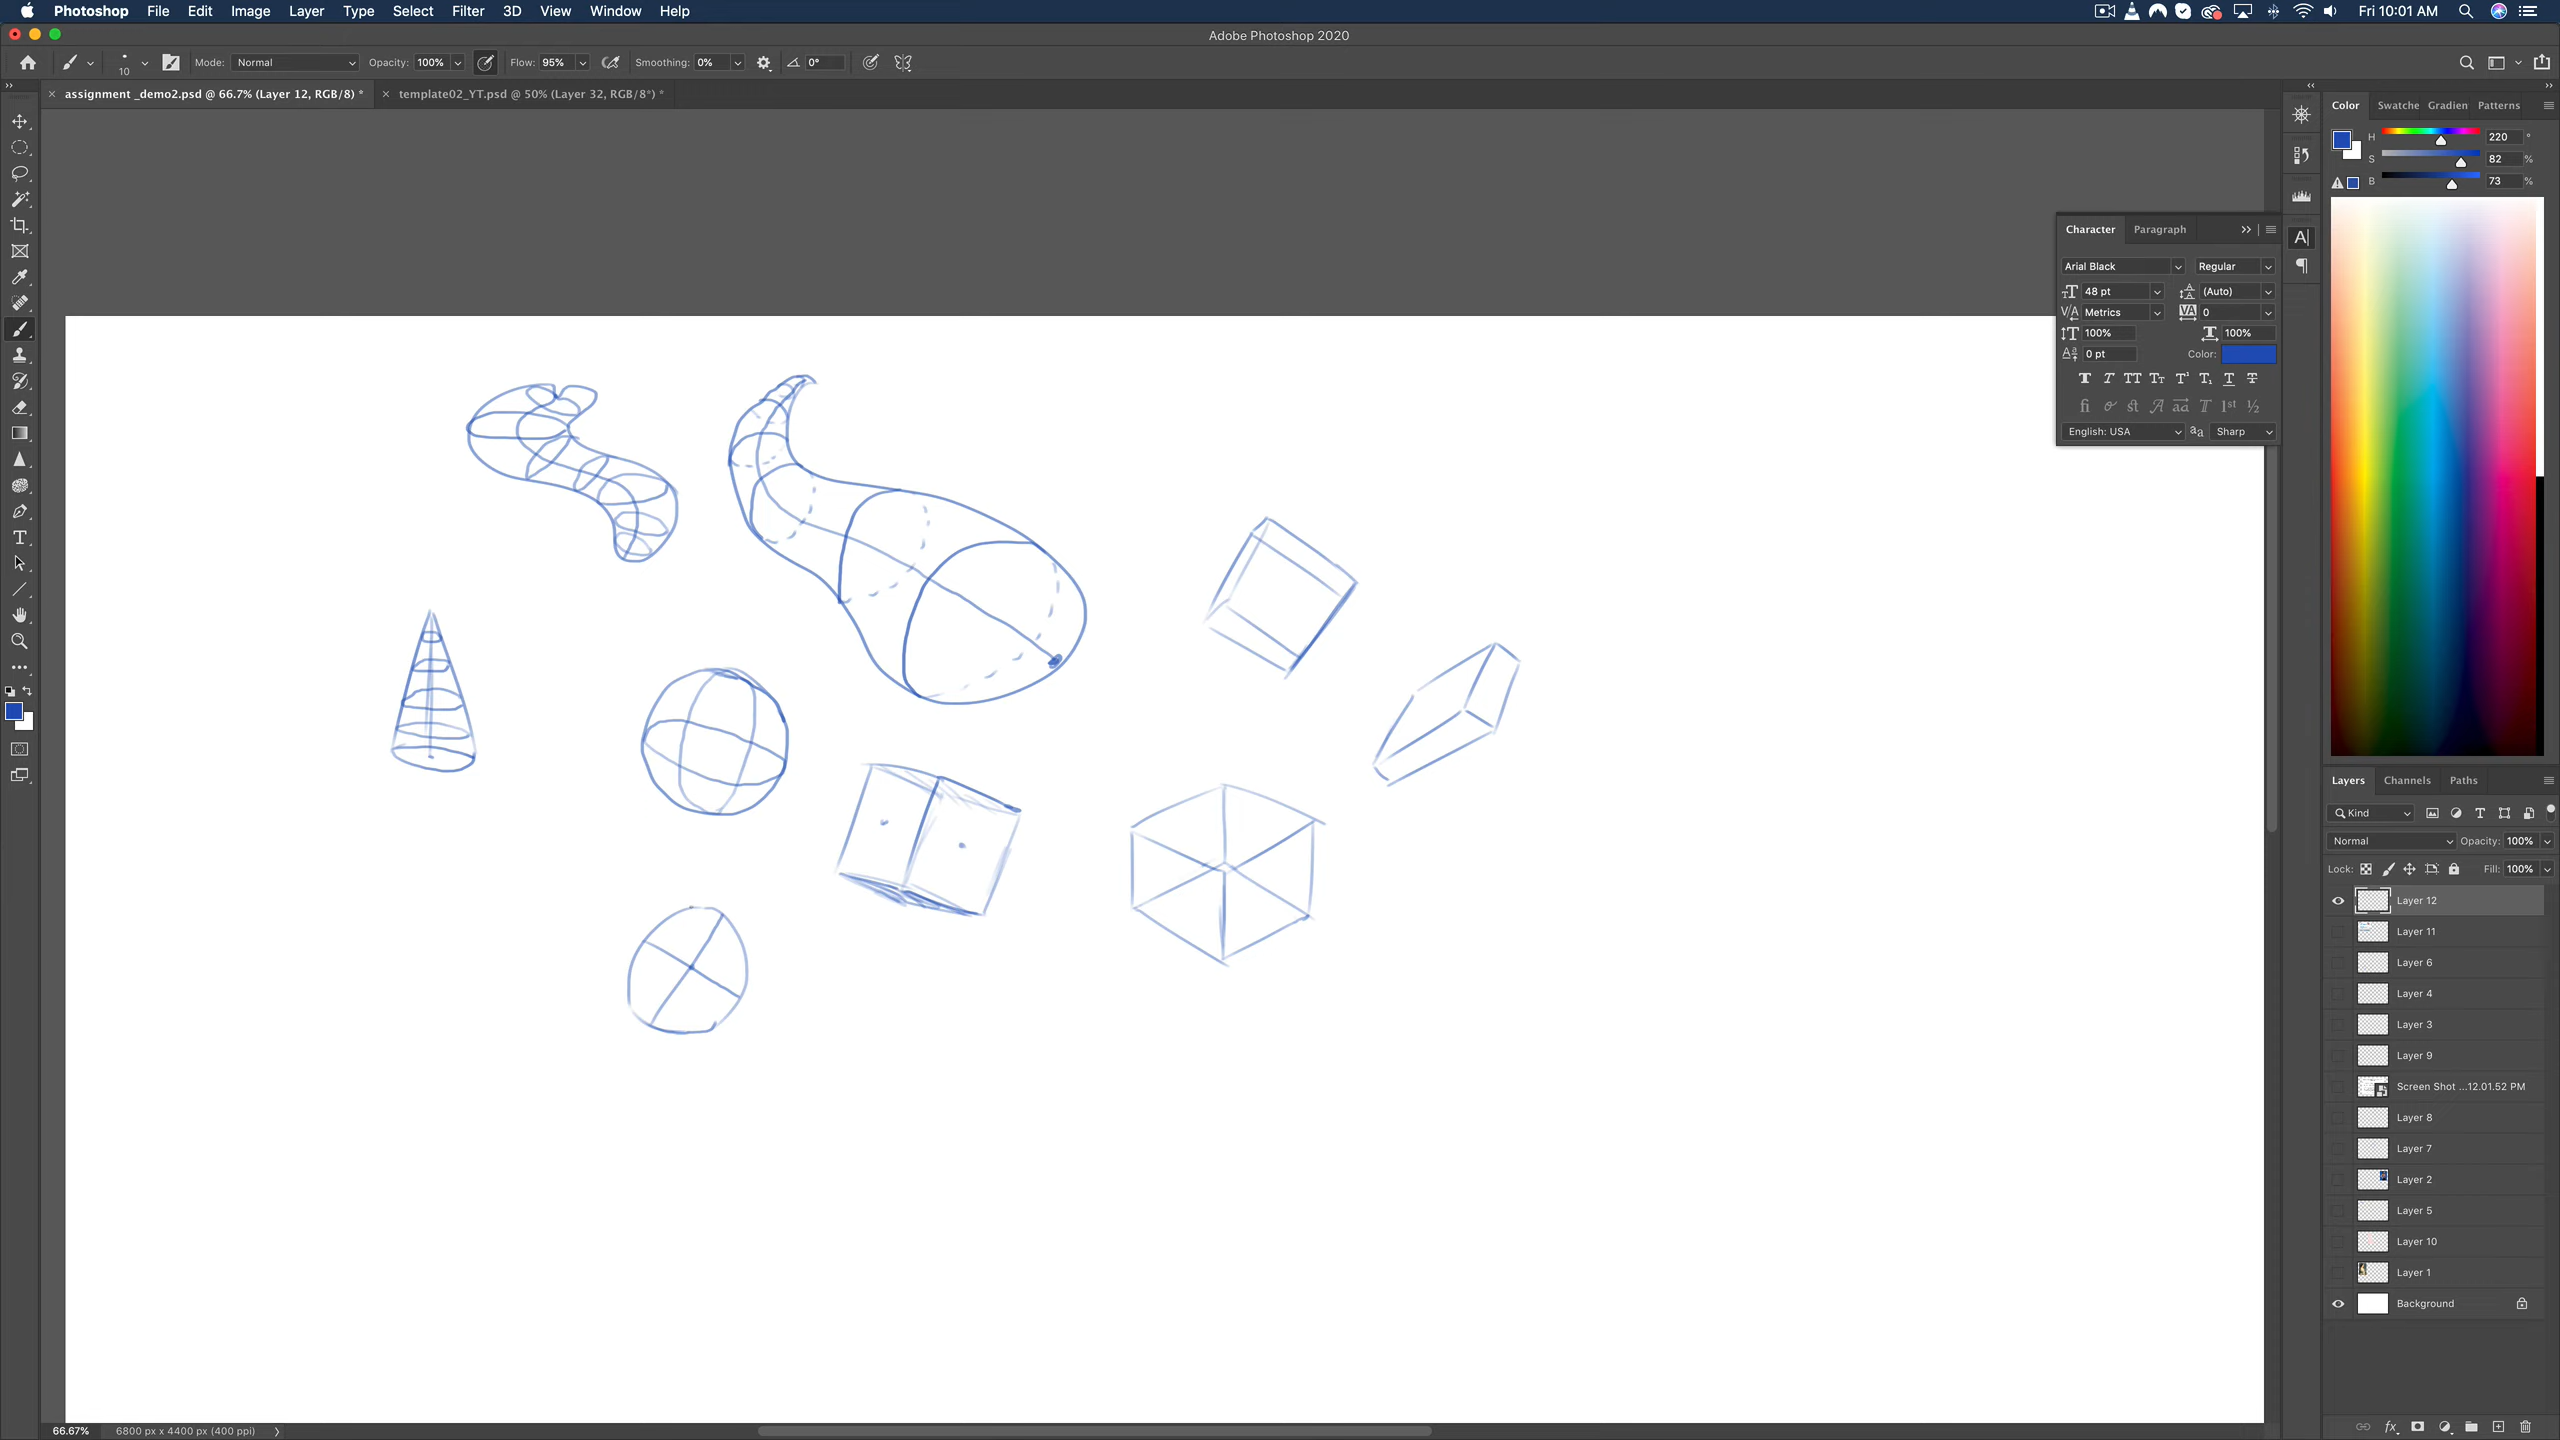 Photoshop File Edit Image Layer Type Select Filter 3D View Window Help Fri 10:01 AM
Adobe Photoshop 2020
10 Mode: Normal Opacity: 100% Flow: 95% Smoothing: 0% 0°
assignment _demo2.psd @ 66.7% (Layer 12, RGB/8) * template02_YT.psd @ 50% (Layer 32, RGB/8*) *
Color Swatche Gradien Patterns
H 220 °
S 82 %
B 73 %
Character Paragraph
Arial Black Regular
48 pt (Auto)
Metrics 0
100% 100%
0 pt Color:
English: USA Sharp
Layers Channels Paths
Kind
Normal Opacity: 100%
Lock: Fill: 100%
Layer 12
Layer 11
Layer 6
Layer 4
Layer 3
Layer 9
Screen Shot ...12.01.52 PM
Layer 8
Layer 7
Layer 2
Layer 5
Layer 10
Layer 1
Background
66.67% 6800 px x 4400 px (400 ppi)